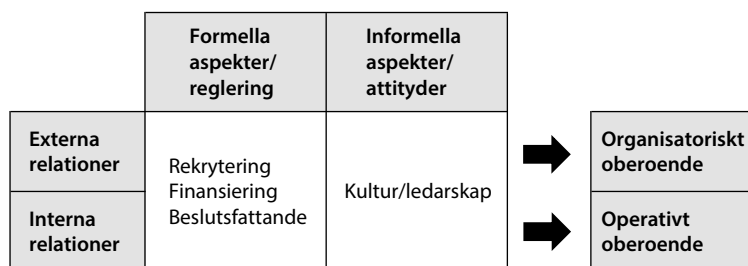 Formella
aspekter/
reglering
Informella
aspekter/
attityder
Externa
relationer
Rekrytering
Finansiering
Beslutsfattande
Kultur/ledarskap
Organisatoriskt
oberoende
Interna
relationer
Operativt
oberoende